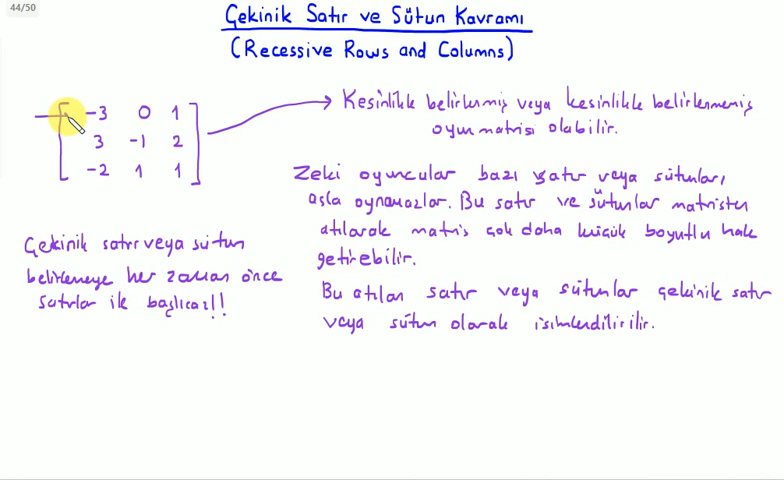 44/50
Çekinik Satır ve Sütun Kavramı
(Recessive Rows and Columns)
-3 0 1
3 -1 2
-2 1 1
Kesinlikle belirlenmiş veya kesinlikle belirlenmemiş
oyun matrisi olabilir.
Zeki oyuncular bazı satır veya sütunları
asla oynamazlar. Bu satır ve sütunlar matristen
atılarak matris çok daha küçük boyutlu hale
getirebilir.
Bu atılan satır veya sütunlar çekinik satır
veya sütun olarak isimlendirilir.
Çekinik satır veya sütun
belirlemeye her zaman önce
satırlar ile başlıcaz!!